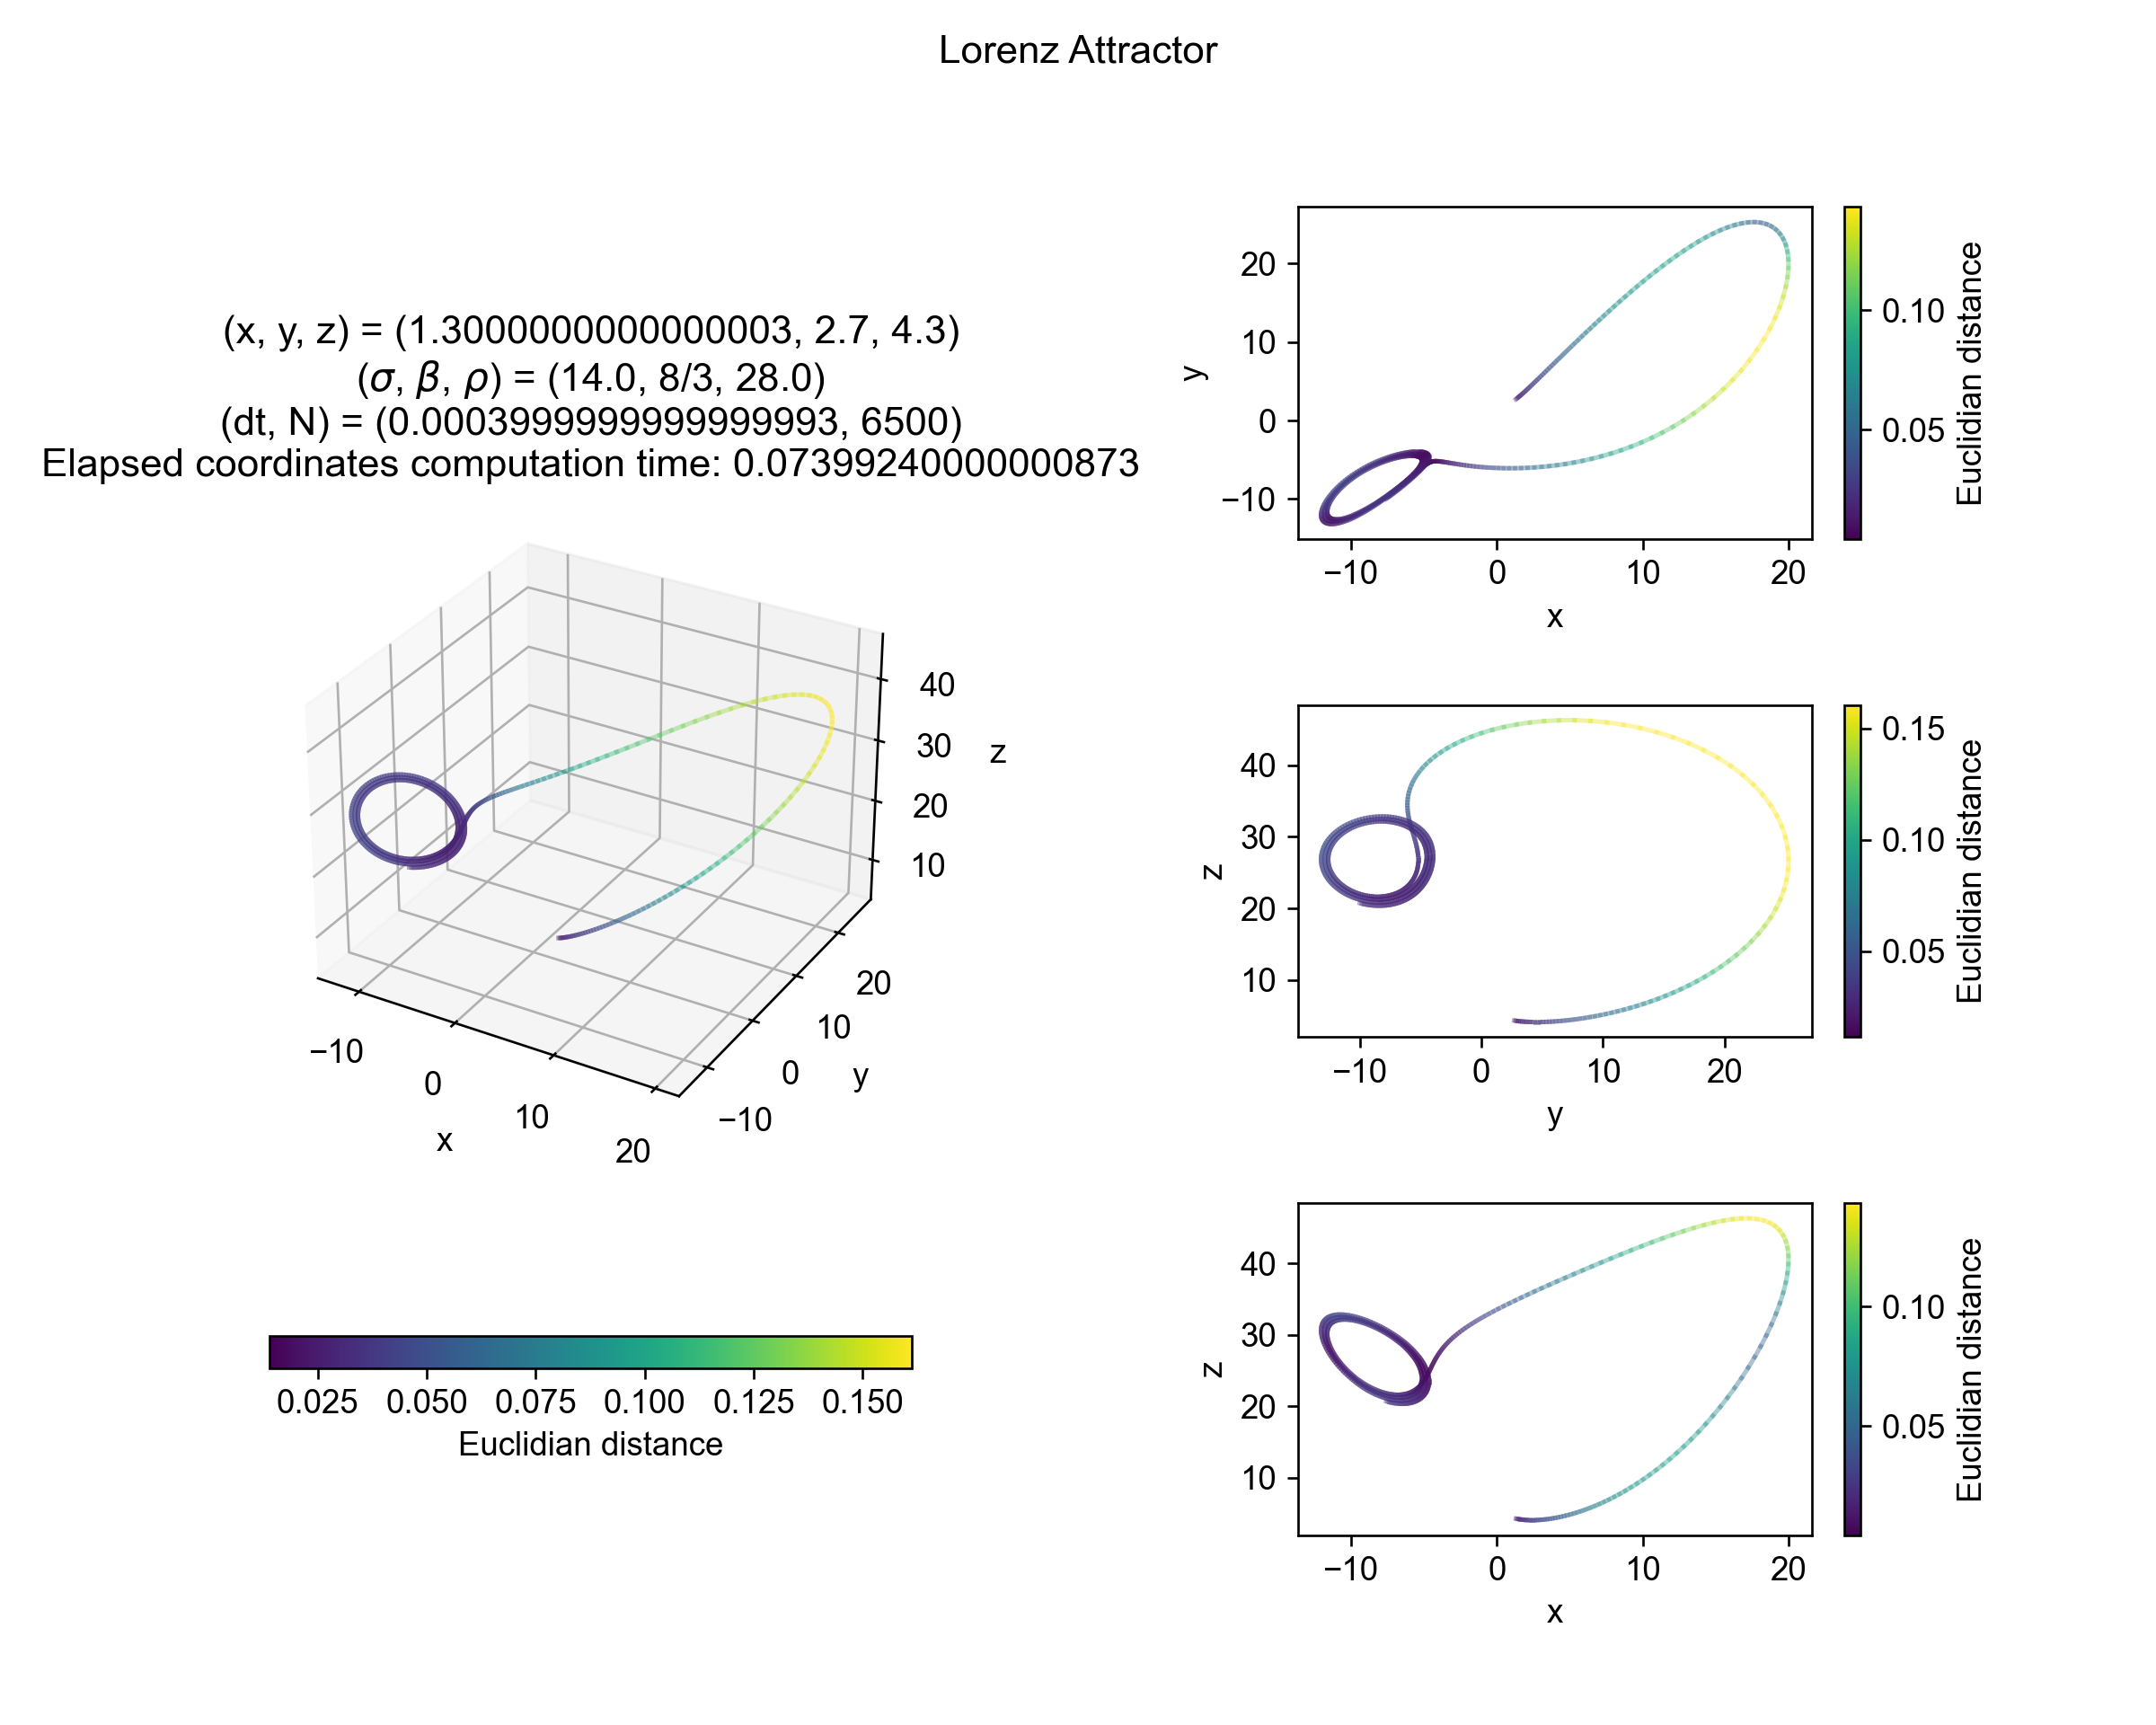 Lorenz Attractor
(x, y, z) = (1.3000000000000003, 2.7, 4.3)
(σ, β, ρ) = (14.0, 8/3, 28.0)
(dt, N) = (0.00039999999999999993, 6500)
Elapsed coordinates computation time: 0.07399240000000873
40
30
20
10
z
20
10
0
−10
y
−10
0
10
20
x
0.025 0.050 0.075 0.100 0.125 0.150
Euclidian distance
20
10
0
−10
y
−10 0 10 20
x
0.10
0.05
Euclidian distance
40
30
20
10
z
−10 0 10 20
y
0.15
0.10
0.05
Euclidian distance
40
30
20
10
z
−10 0 10 20
x
0.10
0.05
Euclidian distance